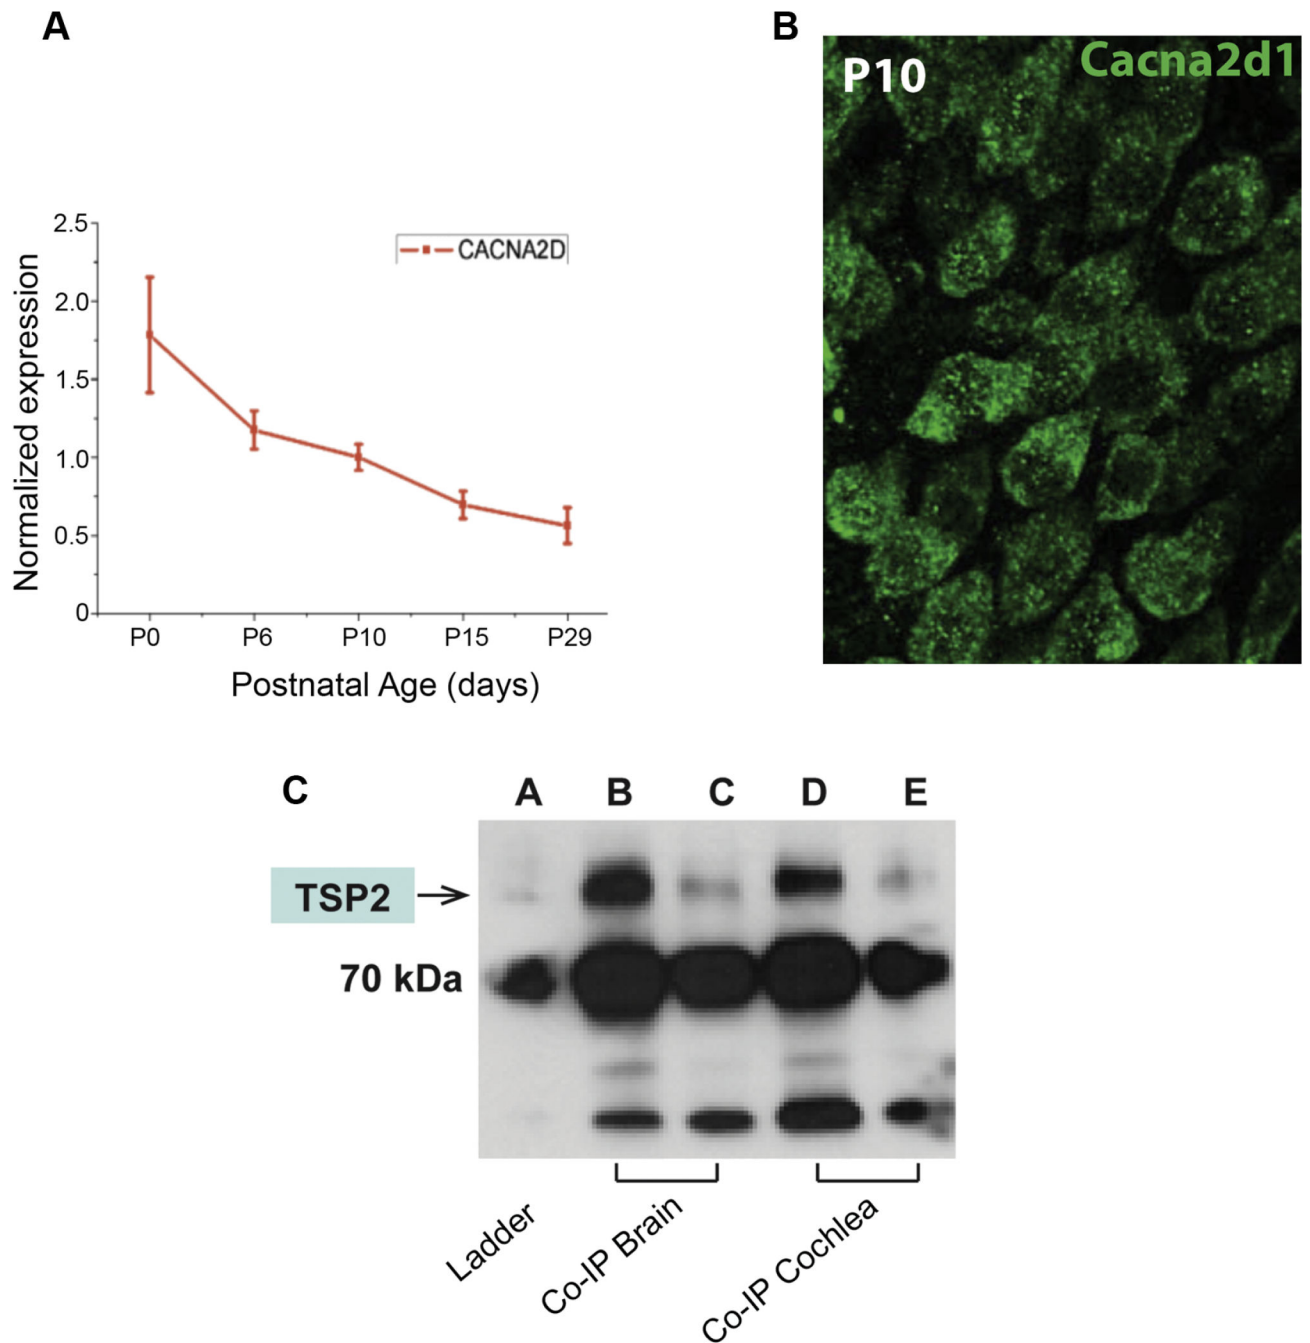 A
B
2.5
2.0
1.5
1.0
0.5
0
Normalized expression
CACNA2D
P0 P6 P10 P15 P29
Postnatal Age (days)
P10
Cacna2d1
C
A B C D E
TSP2
70 kDa
Ladder
Co-IP Brain
Co-IP Cochlea